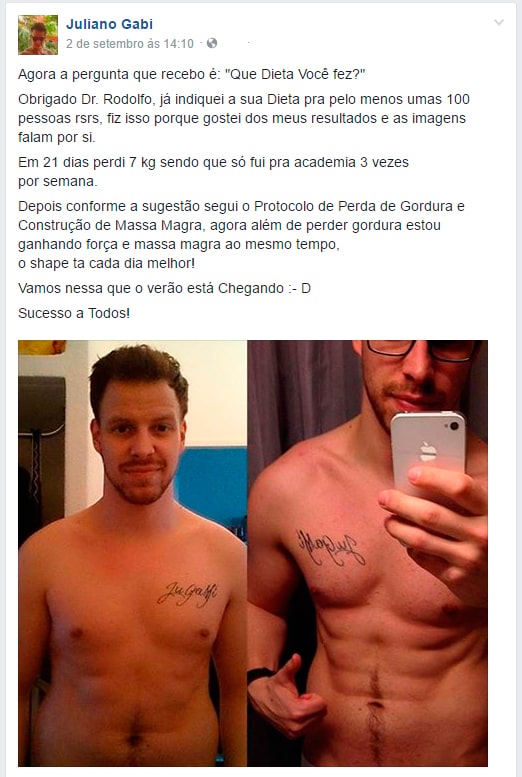 Juliano Gabi
2 de setembro às 14:10 ·
Agora a pergunta que recebo é: "Que Dieta Você fez?"
Obrigado Dr. Rodolfo, já indiquei a sua Dieta pra pelo menos umas 100
pessoas rsrs, fiz isso porque gostei dos meus resultados e as imagens
falam por si.
Em 21 dias perdi 7 kg sendo que só fui pra academia 3 vezes
por semana.
Depois conforme a sugestão segui o Protocolo de Perda de Gordura e
Construção de Massa Magra, agora além de perder gordura estou
ganhando força e massa magra ao mesmo tempo,
o shape ta cada dia melhor!
Vamos nessa que o verão está Chegando :- D
Sucesso a Todos!